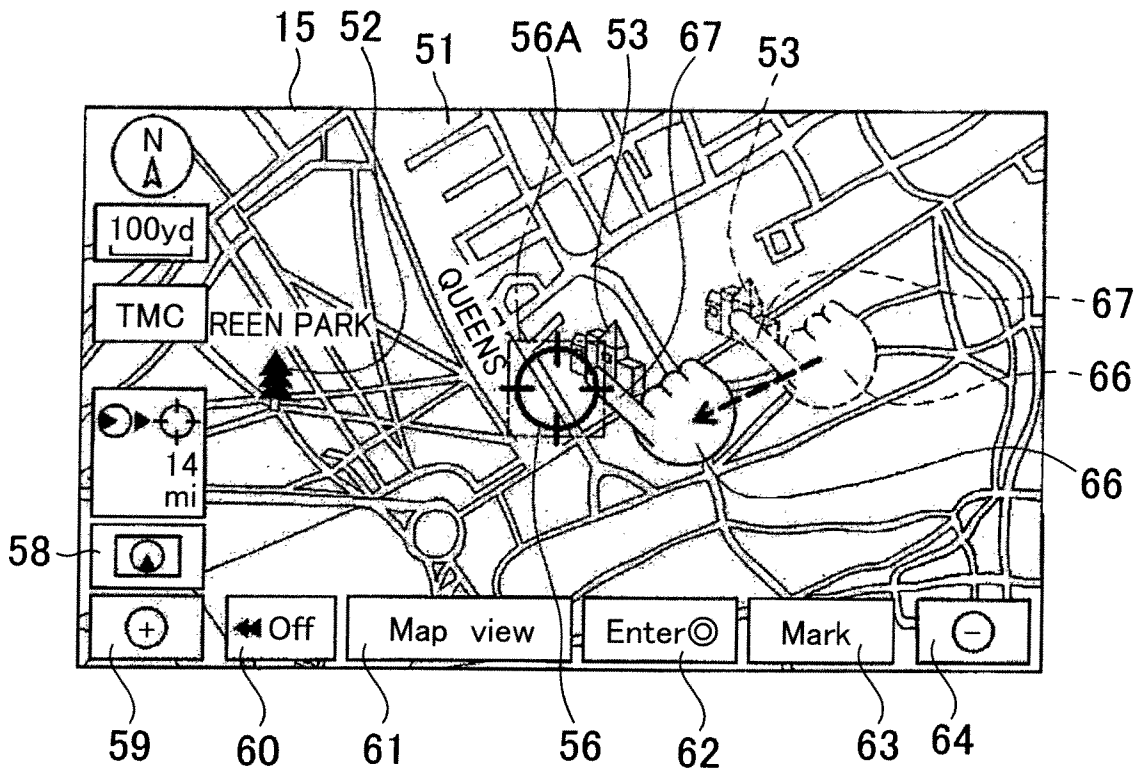 15 52 56A 53 67 53
51
N
100yd
TMC
REEN PARK
QUEENS
67
66
66
14
mi
58
+ Off Map view Enter◎ Mark −
59 60 61 56 62 63 64